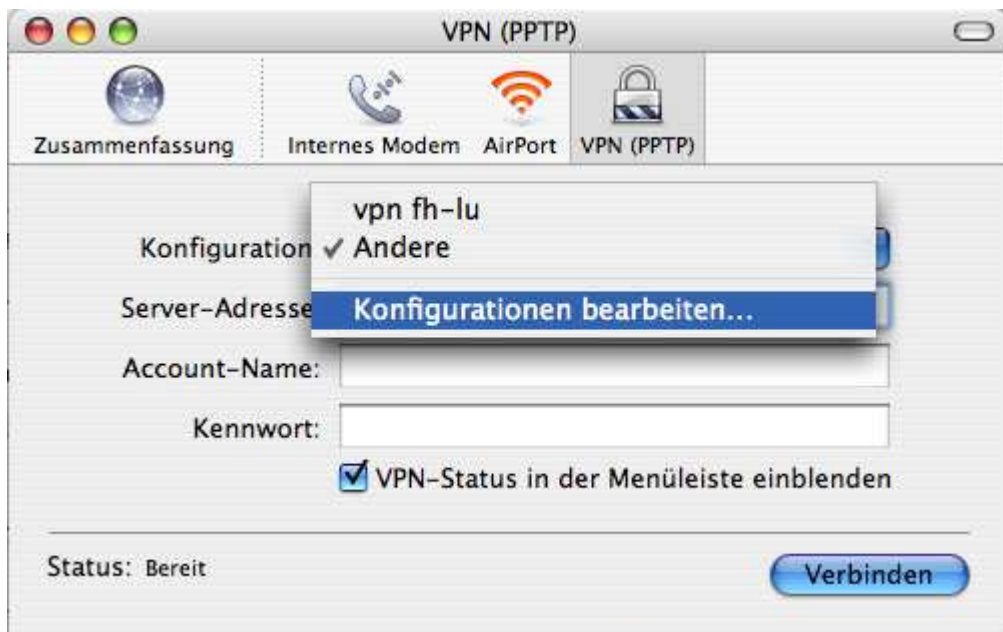 VPN (PPTP)
Zusammenfassung
Internes Modem
AirPort
VPN (PPTP)
vpn fh-lu
Konfiguration ✓ Andere
Server-Adresse Konfigurationen bearbeiten...
Account-Name:
Kennwort:
VPN-Status in der Menüleiste einblenden
Status: Bereit
Verbinden